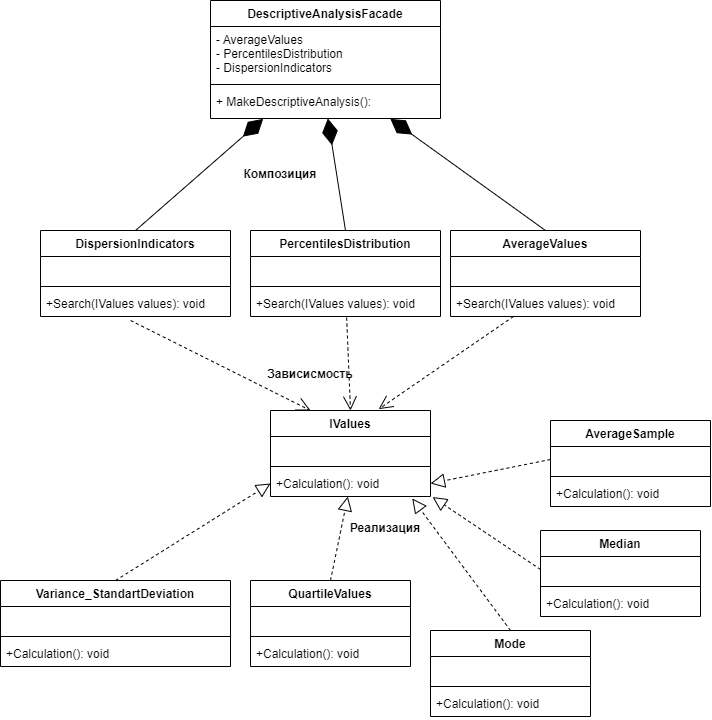 DescriptiveAnalysisFacade
- AverageValues
- PercentilesDistribution
- DispersionIndicators
+ MakeDescriptiveAnalysis():
Композиция
DispersionIndicators
+Search(IValues values): void
PercentilesDistribution
+Search(IValues values): void
AverageValues
+Search(IValues values): void
Зависисмость
IValues
+Calculation(): void
AverageSample
+Calculation(): void
Реализация
Median
+Calculation(): void
Variance_StandartDeviation
+Calculation(): void
QuartileValues
+Calculation(): void
Mode
+Calculation(): void